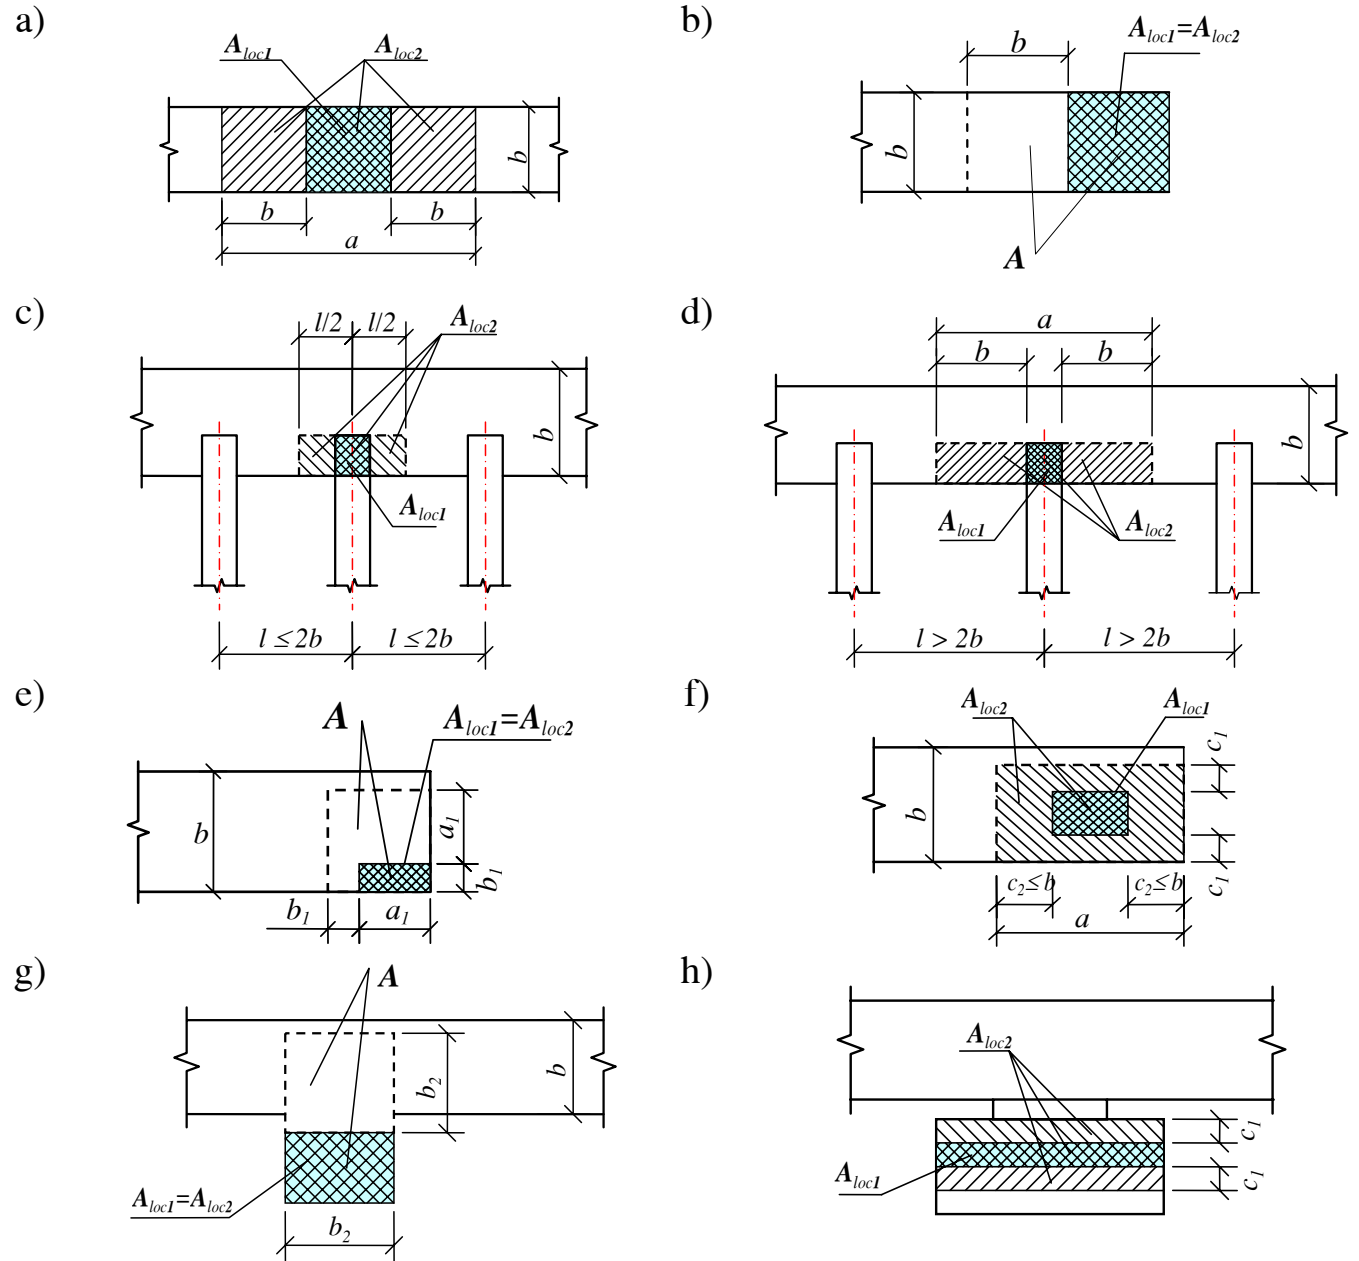 a)
A_loc1 A_loc2
b
b b
a
b)
A_loc1=A_loc2
b
b
A
c)
l/2 l/2
A_loc2
b
A_loc1
l ≤ 2b l ≤ 2b
d)
a
b b
b
A_loc1 A_loc2
l > 2b l > 2b
e)
A A_loc1=A_loc2
b
a_1
b_1
b_1 a_1
f)
A_loc2 A_loc1
c_1
b
c_1
c_2≤b c_2≤b
a
g)
A
b_2 b
A_loc1=A_loc2
b_2
h)
A_loc2
c_1
A_loc1
c_1